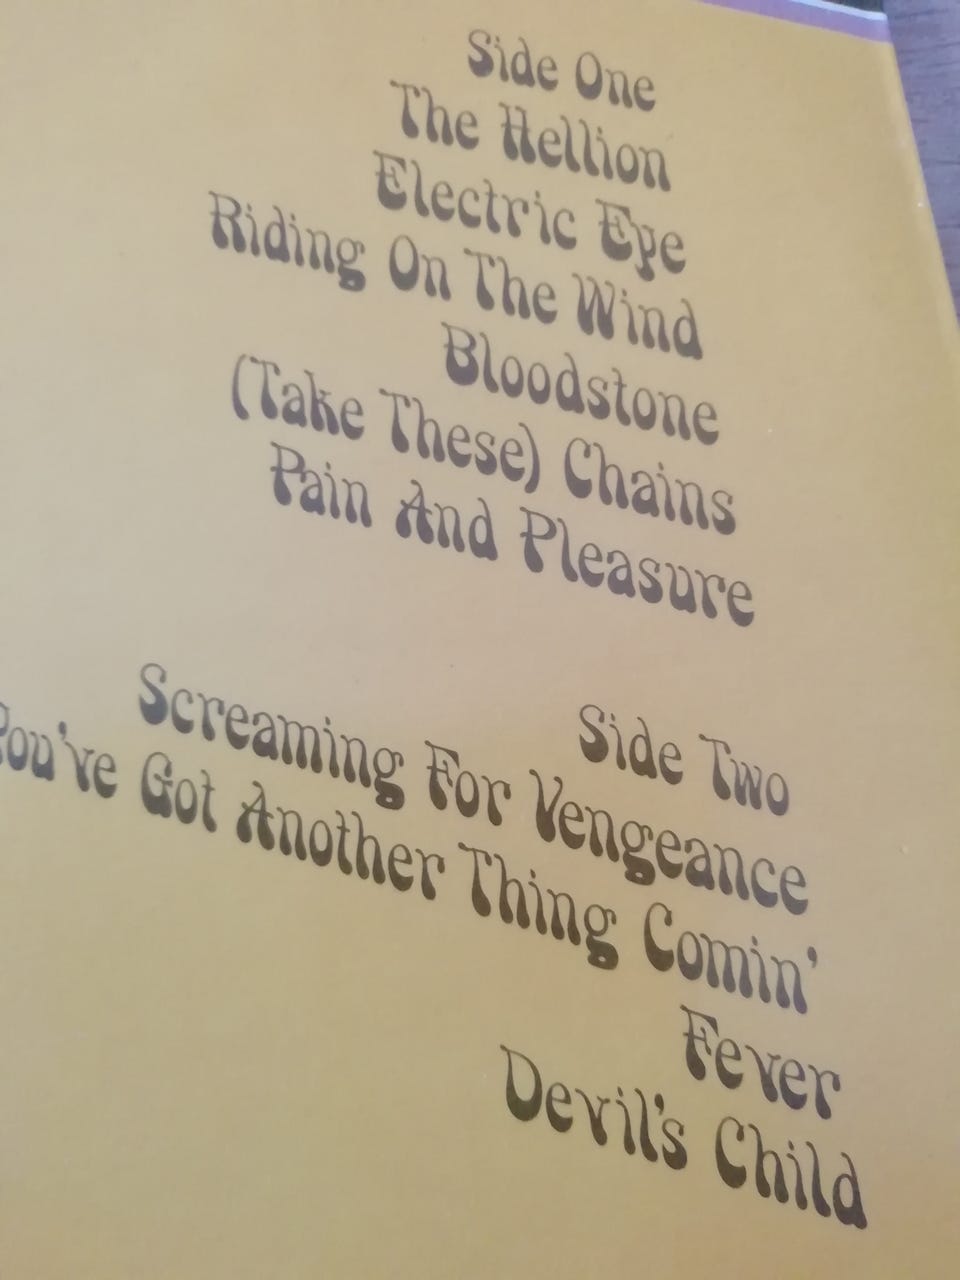 Side One
The Hellion
Electric Eye
Riding On The Wind
Bloodstone
(Take These) Chains
Pain And Pleasure
Side Two
Screaming For Vengeance
You've Got Another Thing Comin'
Fever
Devil's Child